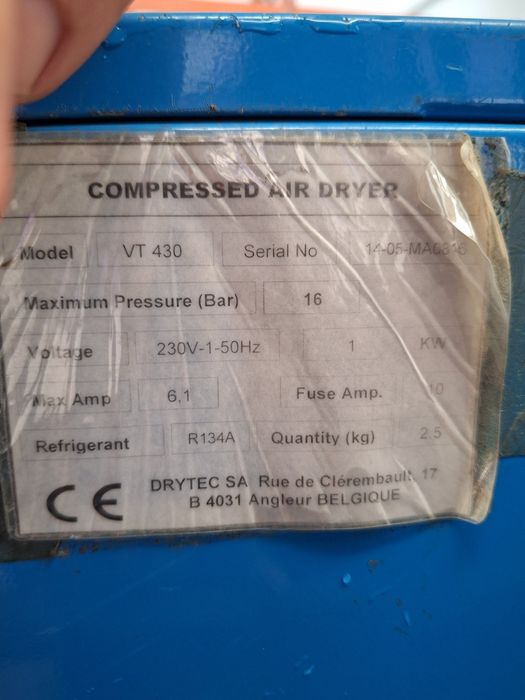 COMPRESSED AIR DRYER
Model VT 430 Serial No
Maximum Pressure (Bar) 16
Voltage 230V-1-50Hz 1 KW
Max Amp 6,1 Fuse Amp. 10
Refrigerant R134A Quantity (kg) 2.5
DRYTEC SA Rue de Clérembault, 17
CE B 4031 Angleur BELGIQUE